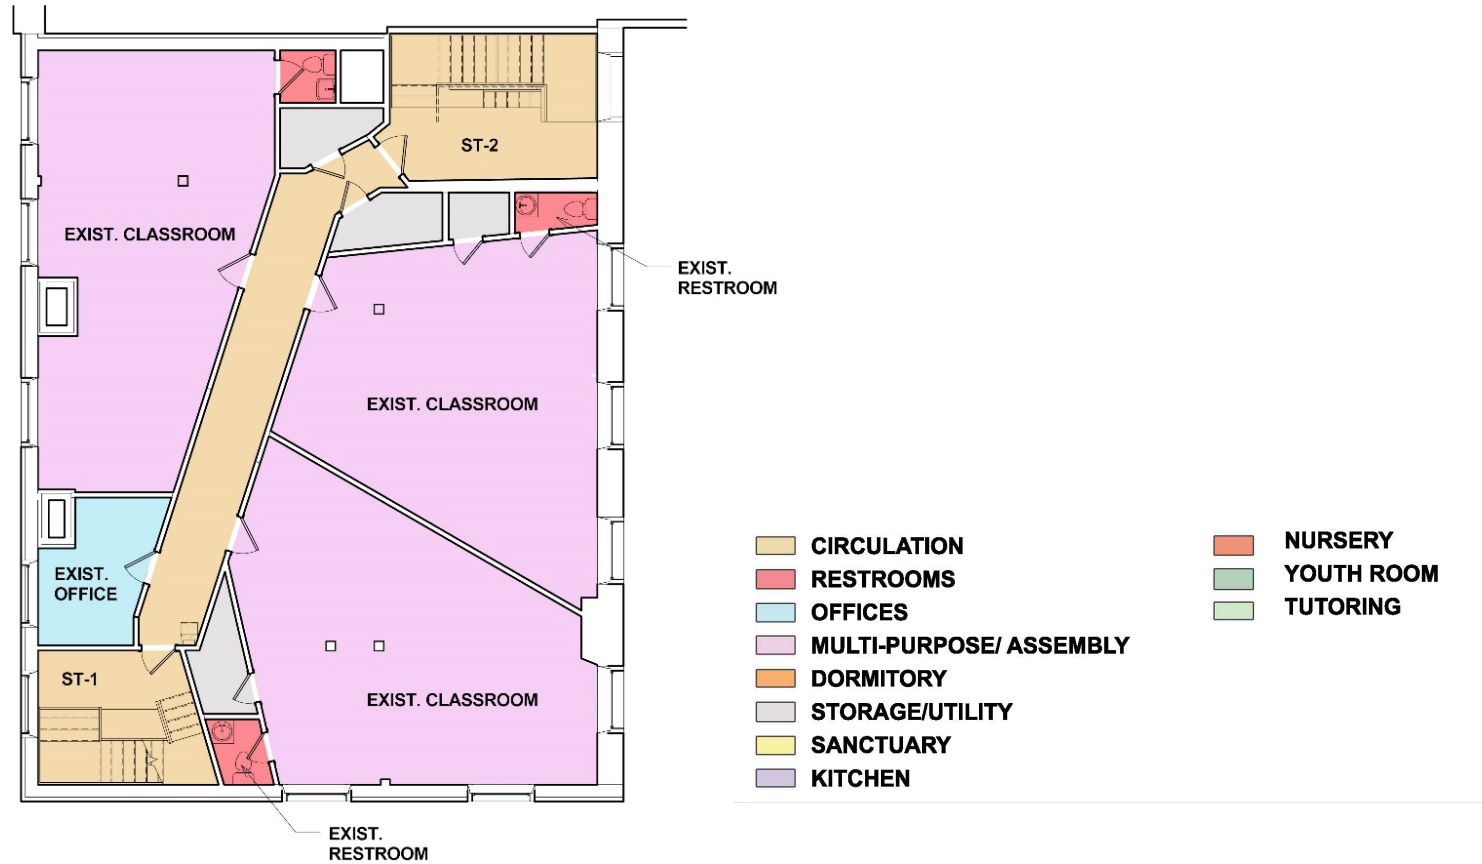 ST-2
EXIST. CLASSROOM
EXIST.
RESTROOM
EXIST. CLASSROOM
EXIST.
OFFICE
ST-1
EXIST. CLASSROOM
EXIST.
RESTROOM
CIRCULATION
RESTROOMS
OFFICES
MULTI-PURPOSE/ ASSEMBLY
DORMITORY
STORAGE/UTILITY
SANCTUARY
KITCHEN
NURSERY
YOUTH ROOM
TUTORING